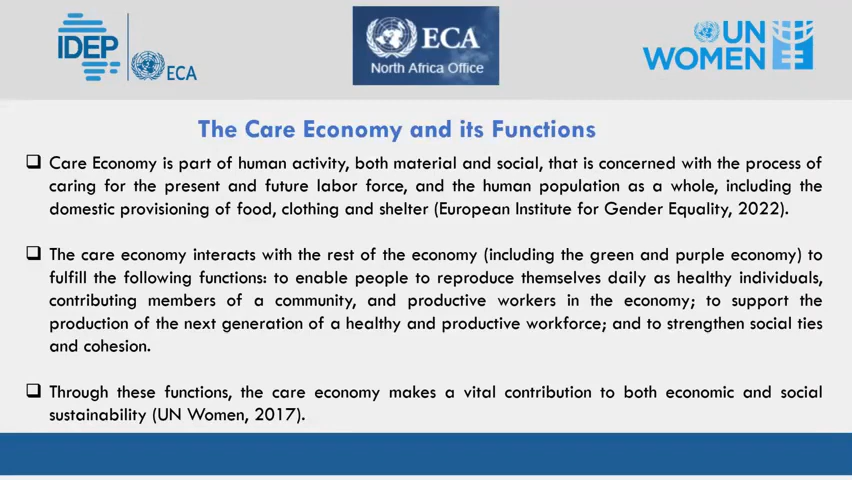 IDEP
ECA
ECA
North Africa Office
UN
WOMEN
The Care Economy and its Functions
❑ Care Economy is part of human activity, both material and social, that is concerned with the process of
caring for the present and future labor force, and the human population as a whole, including the
domestic provisioning of food, clothing and shelter (European Institute for Gender Equality, 2022).
❑ The care economy interacts with the rest of the economy (including the green and purple economy) to
fulfill the following functions: to enable people to reproduce themselves daily as healthy individuals,
contributing members of a community, and productive workers in the economy; to support the
production of the next generation of a healthy and productive workforce; and to strengthen social ties
and cohesion.
❑ Through these functions, the care economy makes a vital contribution to both economic and social
sustainability (UN Women, 2017).